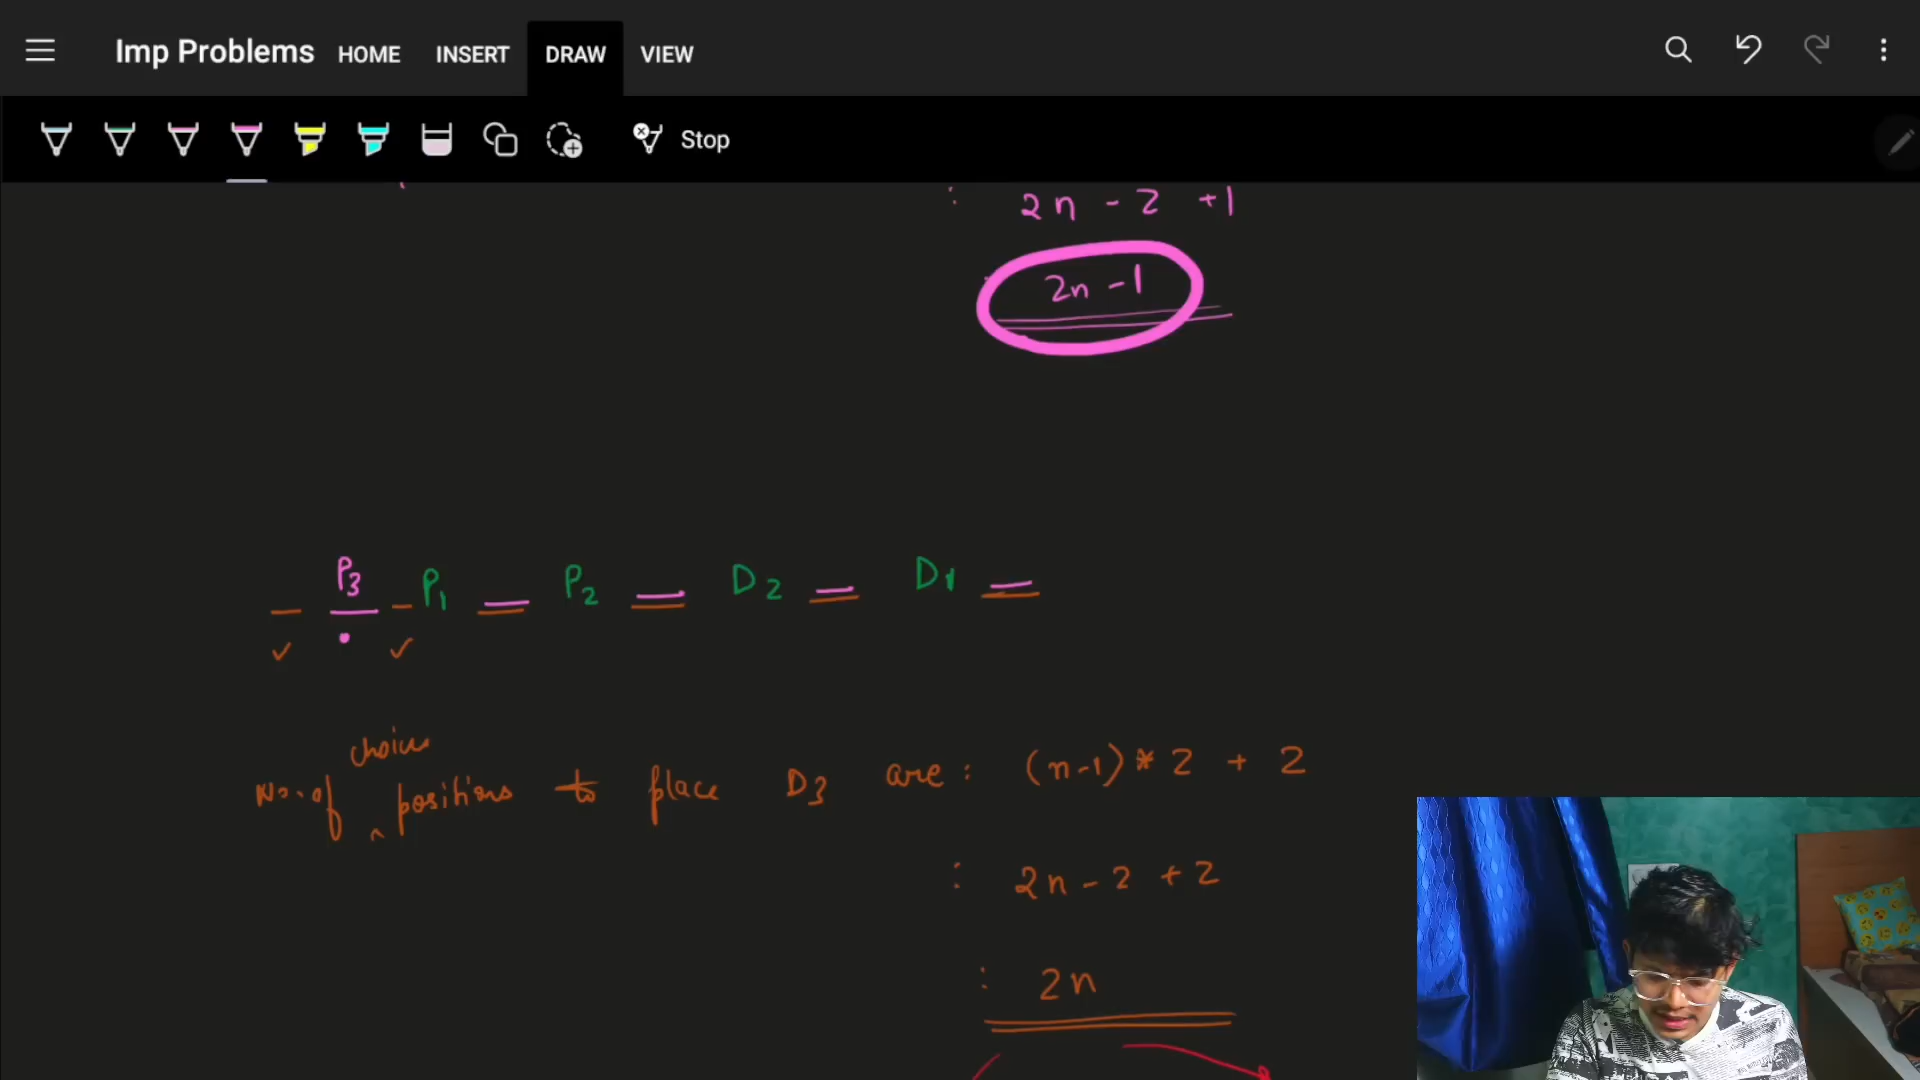 Imp Problems HOME INSERT DRAW VIEW
Stop
: 2n - 2 +1
2n - 1
P3 P1 P2 D2 D1
choice
No. of positions to place D3 are : (n-1) * 2 + 2
: 2n - 2 + 2
: 2n